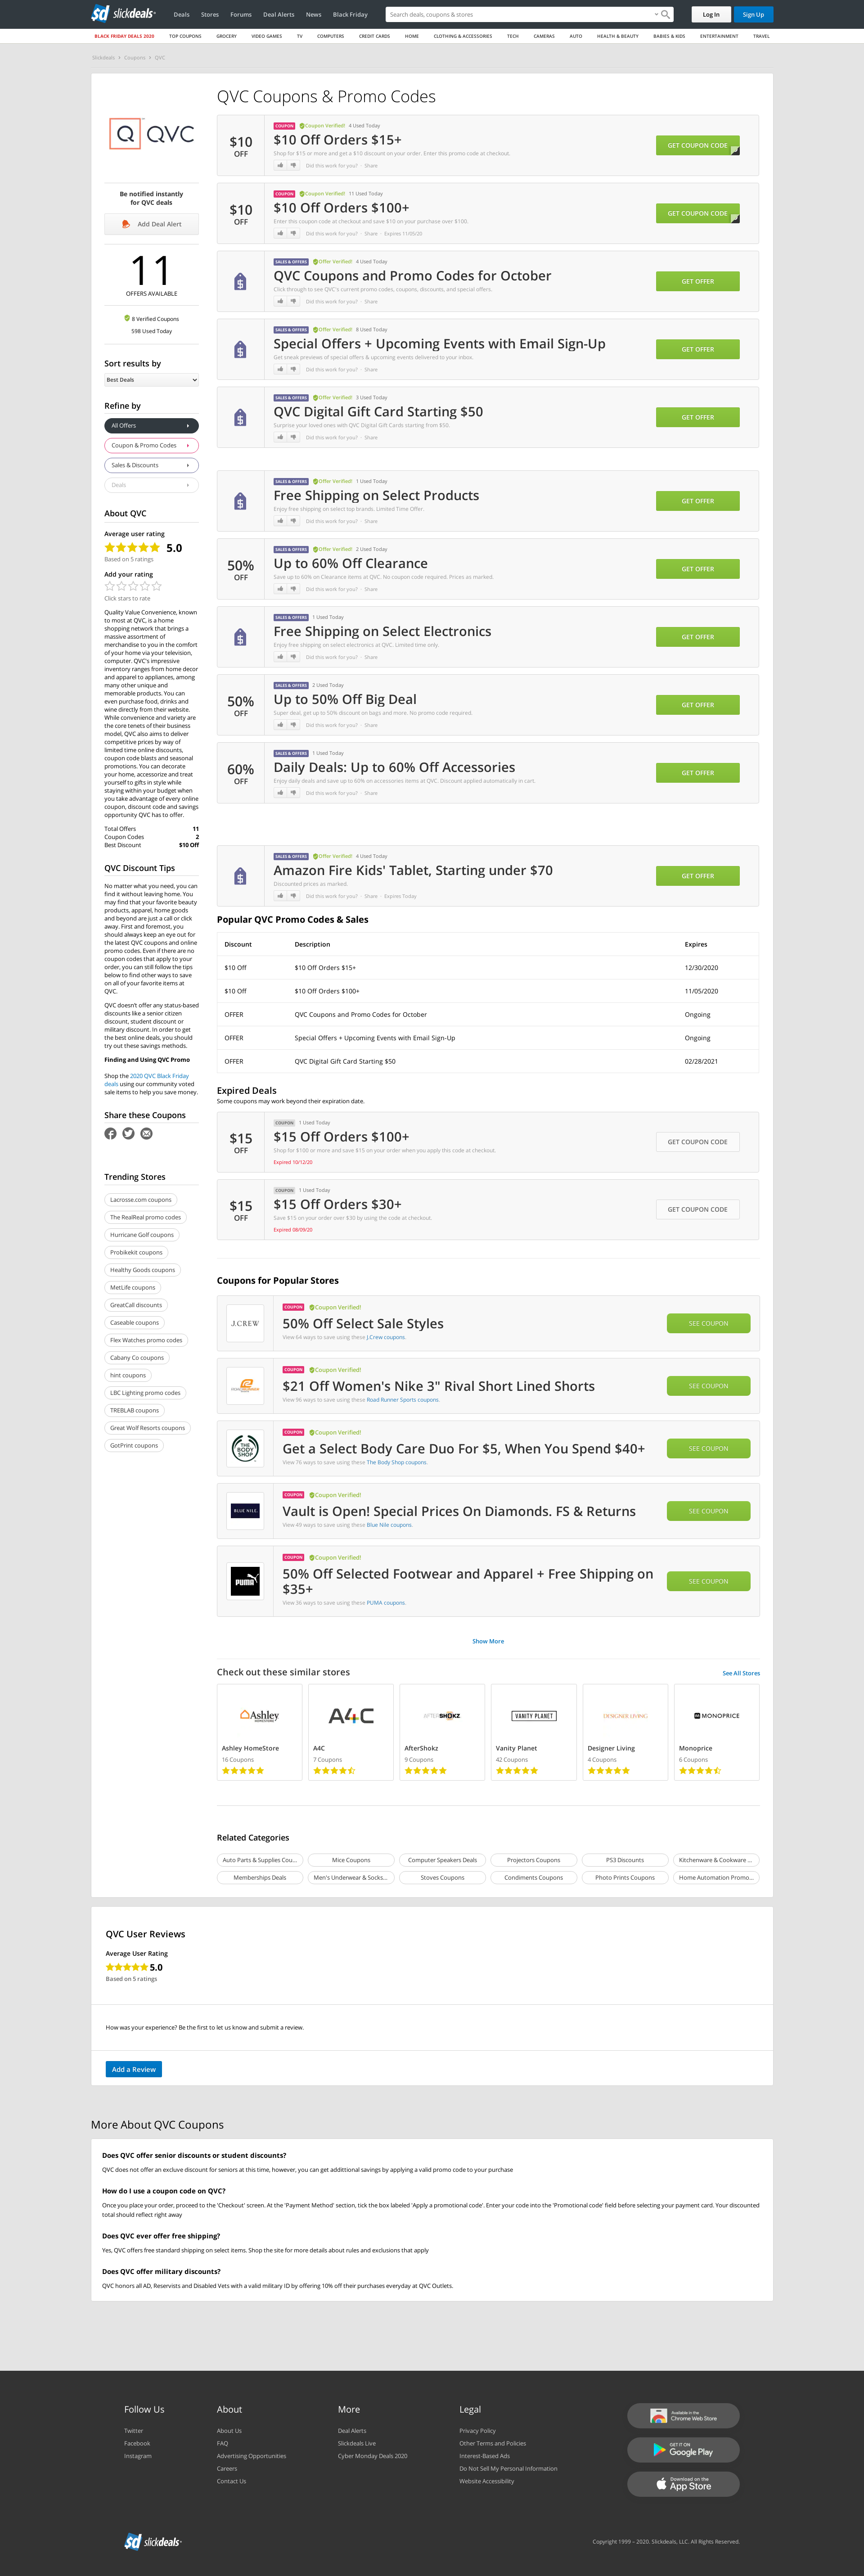 sd slickdeals
Deals Stores Forums Deal Alerts News Black Friday
Search deals, coupons & stores
Log In Sign Up
BLACK FRIDAY DEALS 2020 TOP COUPONS GROCERY VIDEO GAMES TV COMPUTERS CREDIT CARDS HOME CLOTHING & ACCESSORIES TECH CAMERAS AUTO HEALTH & BEAUTY BABIES & KIDS ENTERTAINMENT TRAVEL
Slickdeals > Coupons > QVC
Q QVC
Be notified instantly
for QVC deals
Add Deal Alert
11
OFFERS AVAILABLE
8 Verified Coupons
598 Used Today
Sort results by
Best Deals
Refine by
All Offers
Coupon & Promo Codes
Sales & Discounts
Deals
About QVC
Average user rating
5.0
Based on 5 ratings
Add your rating
Click stars to rate
Quality Value Convenience, known
to most at QVC, is a home
shopping network that brings a
massive assortment of
merchandise to you in the comfort
of your home via your television,
computer. QVC's impressive
inventory ranges from home decor
and apparel to appliances, among
many other unique and
memorable products. You can
even purchase food, drinks and
wine directly from their website.
While convenience and variety are
the core tenets of their business
model, QVC also aims to deliver
competitive prices by way of
limited time online discounts,
coupon code blasts and seasonal
promotions. You can decorate
your home, accessorize and treat
yourself to gifts in style while
staying within your budget when
you take advantage of every online
coupon, discount code and savings
opportunity QVC has to offer.
Total Offers 11
Coupon Codes 2
Best Discount $10 Off
QVC Discount Tips
No matter what you need, you can
find it without leaving home. You
may find that your favorite beauty
products, apparel, home goods
and beyond are just a call or click
away. First and foremost, you
should always keep an eye out for
the latest QVC coupons and online
promo codes. Even if there are no
coupon codes that apply to your
order, you can still follow the tips
below to find other ways to save
on all of your favorite items at
QVC.
QVC doesn't offer any status-based
discounts like a senior citizen
discount, student discount or
military discount. In order to get
the best online deals, you should
try out these savings methods.
Finding and Using QVC Promo
Shop the 2020 QVC Black Friday
deals using our community voted
sale items to help you save money.
Share these Coupons
Trending Stores
Lacrosse.com coupons
The RealReal promo codes
Hurricane Golf coupons
Probikekit coupons
Healthy Goods coupons
MetLife coupons
GreatCall discounts
Caseable coupons
Flex Watches promo codes
Cabany Co coupons
hint coupons
LBC Lighting promo codes
TREBLAB coupons
Great Wolf Resorts coupons
GotPrint coupons
QVC Coupons & Promo Codes
$10
OFF
COUPON Coupon Verified! 4 Used Today
$10 Off Orders $15+
Shop for $15 or more and get a $10 discount on your order. Enter this promo code at checkout.
Did this work for you? · Share
GET COUPON CODE
$10
OFF
COUPON Coupon Verified! 11 Used Today
$10 Off Orders $100+
Enter this coupon code at checkout and save $10 on your purchase over $100.
Did this work for you? · Share · Expires 11/05/20
GET COUPON CODE
SALES & OFFERS Offer Verified! 4 Used Today
QVC Coupons and Promo Codes for October
Click through to see QVC's current promo codes, coupons, discounts, and special offers.
Did this work for you? · Share
GET OFFER
SALES & OFFERS Offer Verified! 8 Used Today
Special Offers + Upcoming Events with Email Sign-Up
Get sneak previews of special offers & upcoming events delivered to your inbox.
Did this work for you? · Share
GET OFFER
SALES & OFFERS Offer Verified! 3 Used Today
QVC Digital Gift Card Starting $50
Surprise your loved ones with QVC Digital Gift Cards starting from $50.
Did this work for you? · Share
GET OFFER
SALES & OFFERS Offer Verified! 1 Used Today
Free Shipping on Select Products
Enjoy free shipping on select top brands. Limited Time Offer.
Did this work for you? · Share
GET OFFER
50%
OFF
SALES & OFFERS Offer Verified! 2 Used Today
Up to 60% Off Clearance
Save up to 60% on Clearance items at QVC. No coupon code required. Prices as marked.
Did this work for you? · Share
GET OFFER
SALES & OFFERS 1 Used Today
Free Shipping on Select Electronics
Enjoy free shipping on select electronics at QVC. Limited time only.
Did this work for you? · Share
GET OFFER
50%
OFF
SALES & OFFERS 2 Used Today
Up to 50% Off Big Deal
Super deal, get up to 50% discount on bags and more. No promo code required.
Did this work for you? · Share
GET OFFER
60%
OFF
SALES & OFFERS 1 Used Today
Daily Deals: Up to 60% Off Accessories
Enjoy daily deals and save up to 60% on accessories items at QVC. Discount applied automatically in cart.
Did this work for you? · Share
GET OFFER
SALES & OFFERS Offer Verified! 4 Used Today
Amazon Fire Kids' Tablet, Starting under $70
Discounted prices as marked.
Did this work for you? · Share · Expires Today
GET OFFER
Popular QVC Promo Codes & Sales
Discount Description Expires
$10 Off $10 Off Orders $15+ 12/30/2020
$10 Off $10 Off Orders $100+ 11/05/2020
OFFER QVC Coupons and Promo Codes for October Ongoing
OFFER Special Offers + Upcoming Events with Email Sign-Up Ongoing
OFFER QVC Digital Gift Card Starting $50 02/28/2021
Expired Deals
Some coupons may work beyond their expiration date.
$15
OFF
COUPON 1 Used Today
$15 Off Orders $100+
Shop for $100 or more and save $15 on your order when you apply this code at checkout.
Expired 10/12/20
GET COUPON CODE
$15
OFF
COUPON 1 Used Today
$15 Off Orders $30+
Save $15 on your order over $30 by using the code at checkout.
Expired 08/09/20
GET COUPON CODE
Coupons for Popular Stores
J.CREW
COUPON Coupon Verified!
50% Off Select Sale Styles
View 64 ways to save using these J.Crew coupons.
SEE COUPON
COUPON Coupon Verified!
$21 Off Women's Nike 3" Rival Short Lined Shorts
View 96 ways to save using these Road Runner Sports coupons.
SEE COUPON
THE BODY SHOP
COUPON Coupon Verified!
Get a Select Body Care Duo For $5, When You Spend $40+
View 76 ways to save using these The Body Shop coupons.
SEE COUPON
BLUE NILE
COUPON Coupon Verified!
Vault is Open! Special Prices On Diamonds. FS & Returns
View 49 ways to save using these Blue Nile coupons.
SEE COUPON
PUMA
COUPON Coupon Verified!
50% Off Selected Footwear and Apparel + Free Shipping on
$35+
View 36 ways to save using these PUMA coupons.
SEE COUPON
Show More
Check out these similar stores See All Stores
Ashley A4C AFTERSHOKZ VANITY PLANET DESIGNER LIVING MONOPRICE
Ashley HomeStore A4C AfterShokz Vanity Planet Designer Living Monoprice
16 Coupons 7 Coupons 9 Coupons 42 Coupons 4 Coupons 6 Coupons
Related Categories
Auto Parts & Supplies Cou... Mice Coupons Computer Speakers Deals Projectors Coupons PS3 Discounts Kitchenware & Cookware ...
Memberships Deals Men's Underwear & Socks... Stoves Coupons Condiments Coupons Photo Prints Coupons Home Automation Promo...
QVC User Reviews
Average User Rating
5.0
Based on 5 ratings
How was your experience? Be the first to let us know and submit a review.
Add a Review
More About QVC Coupons
Does QVC offer senior discounts or student discounts?
QVC does not offer an excluve discount for seniors at this time, however, you can get addittional savings by applying a valid promo code to your purchase
How do I use a coupon code on QVC?
Once you place your order, proceed to the 'Checkout' screen. At the 'Payment Method' section, tick the box labeled 'Apply a promotional code'. Enter your code into the 'Promotional code' field before selecting your payment card. Your discounted
total should reflect right away
Does QVC ever offer free shipping?
Yes, QVC offers free standard shipping on select items. Shop the site for more details about rules and exclusions that apply
Does QVC offer military discounts?
QVC honors all AD, Reservists and Disabled Vets with a valid military ID by offering 10% off their purchases everyday at QVC Outlets.
Follow Us
Twitter
Facebook
Instagram
About
About Us
FAQ
Advertising Opportunities
Careers
Contact Us
More
Deal Alerts
Slickdeals Live
Cyber Monday Deals 2020
Legal
Privacy Policy
Other Terms and Policies
Interest-Based Ads
Do Not Sell My Personal Information
Website Accessibility
Available in the
Chrome Web Store
GET IT ON
Google Play
Download on the
App Store
sd slickdeals
Copyright 1999 – 2020. Slickdeals, LLC. All Rights Reserved.